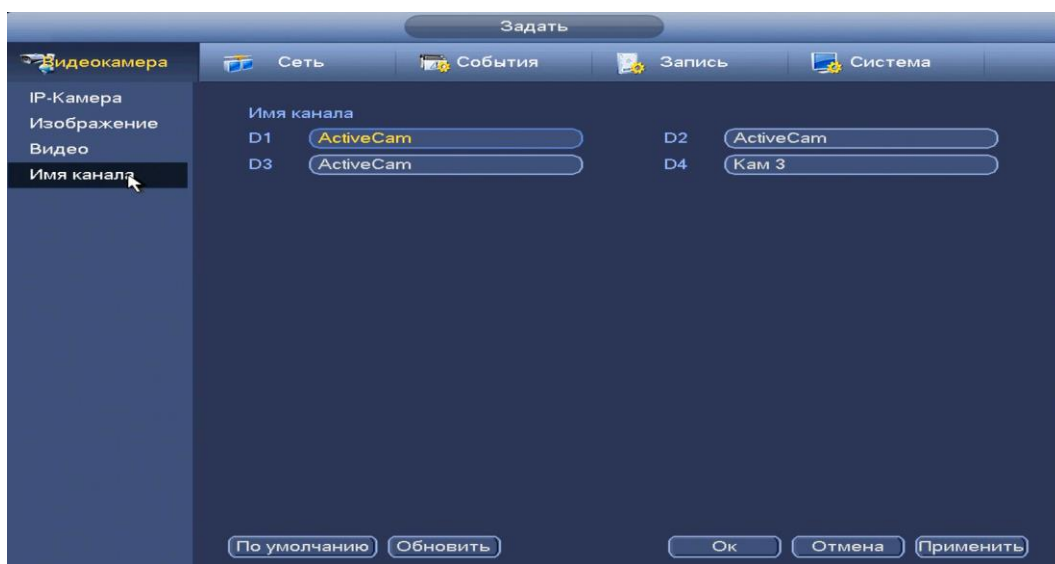 Задать
Видеокамера Сеть События Запись Система
IP-Камера
Изображение
Видео
Имя канала
Имя канала
D1 ActiveCam D2 ActiveCam
D3 ActiveCam D4 Кам 3
По умолчанию Обновить Ок Отмена Применить